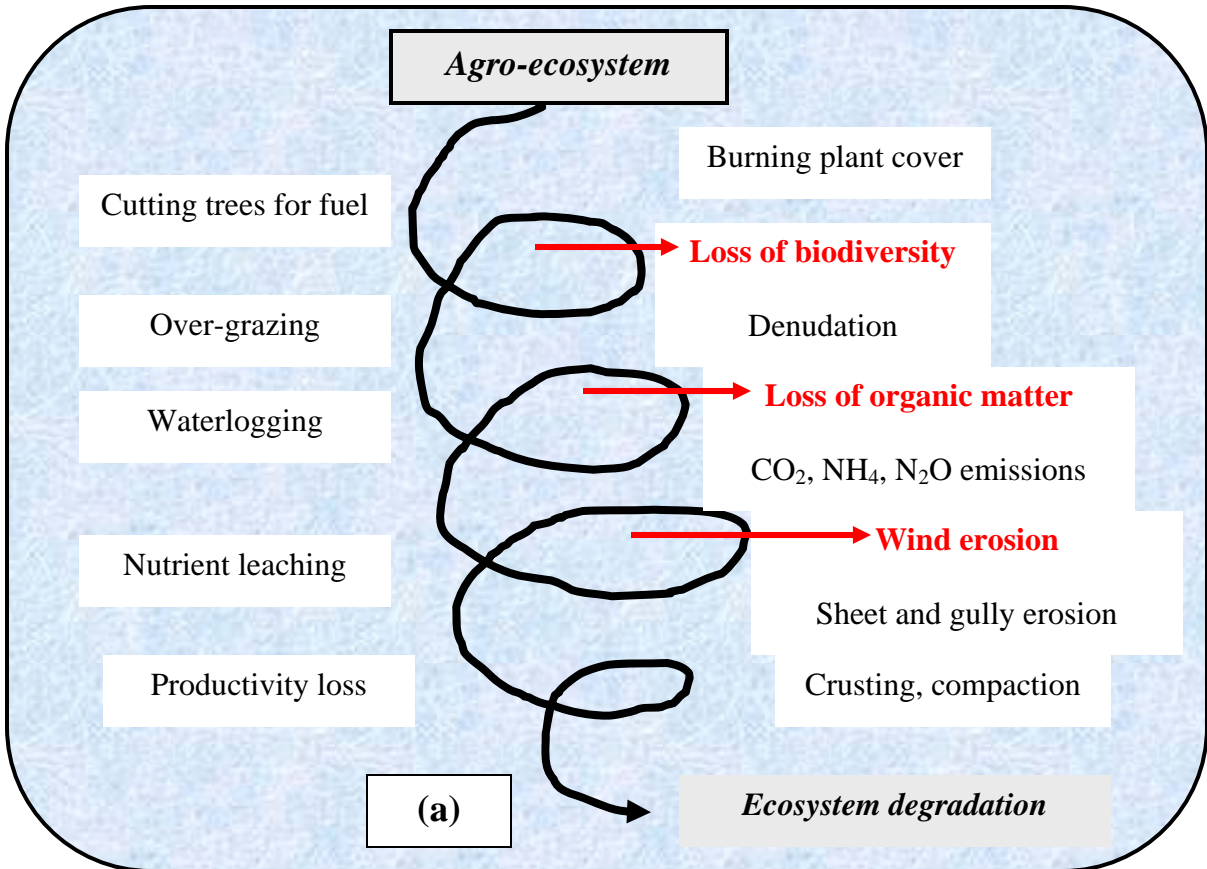 Agro-ecosystem
Burning plant cover
Cutting trees for fuel
Loss of biodiversity
Over-grazing
Denudation
Loss of organic matter
Waterlogging
CO₂, NH₄, N₂O emissions
Wind erosion
Nutrient leaching
Sheet and gully erosion
Productivity loss
Crusting, compaction
(a)
Ecosystem degradation